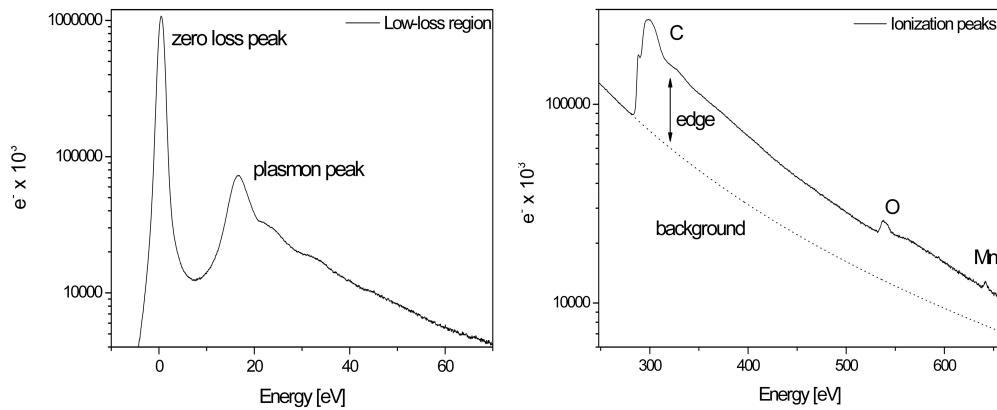 1000000
100000
10000
e⁻ x 10³
Low-loss region
zero loss peak
plasmon peak
0
20
40
60
Energy [eV]
100000
10000
e⁻ x 10³
Ionization peaks
C
edge
background
O
Mn
300
400
500
600
Energy [eV]